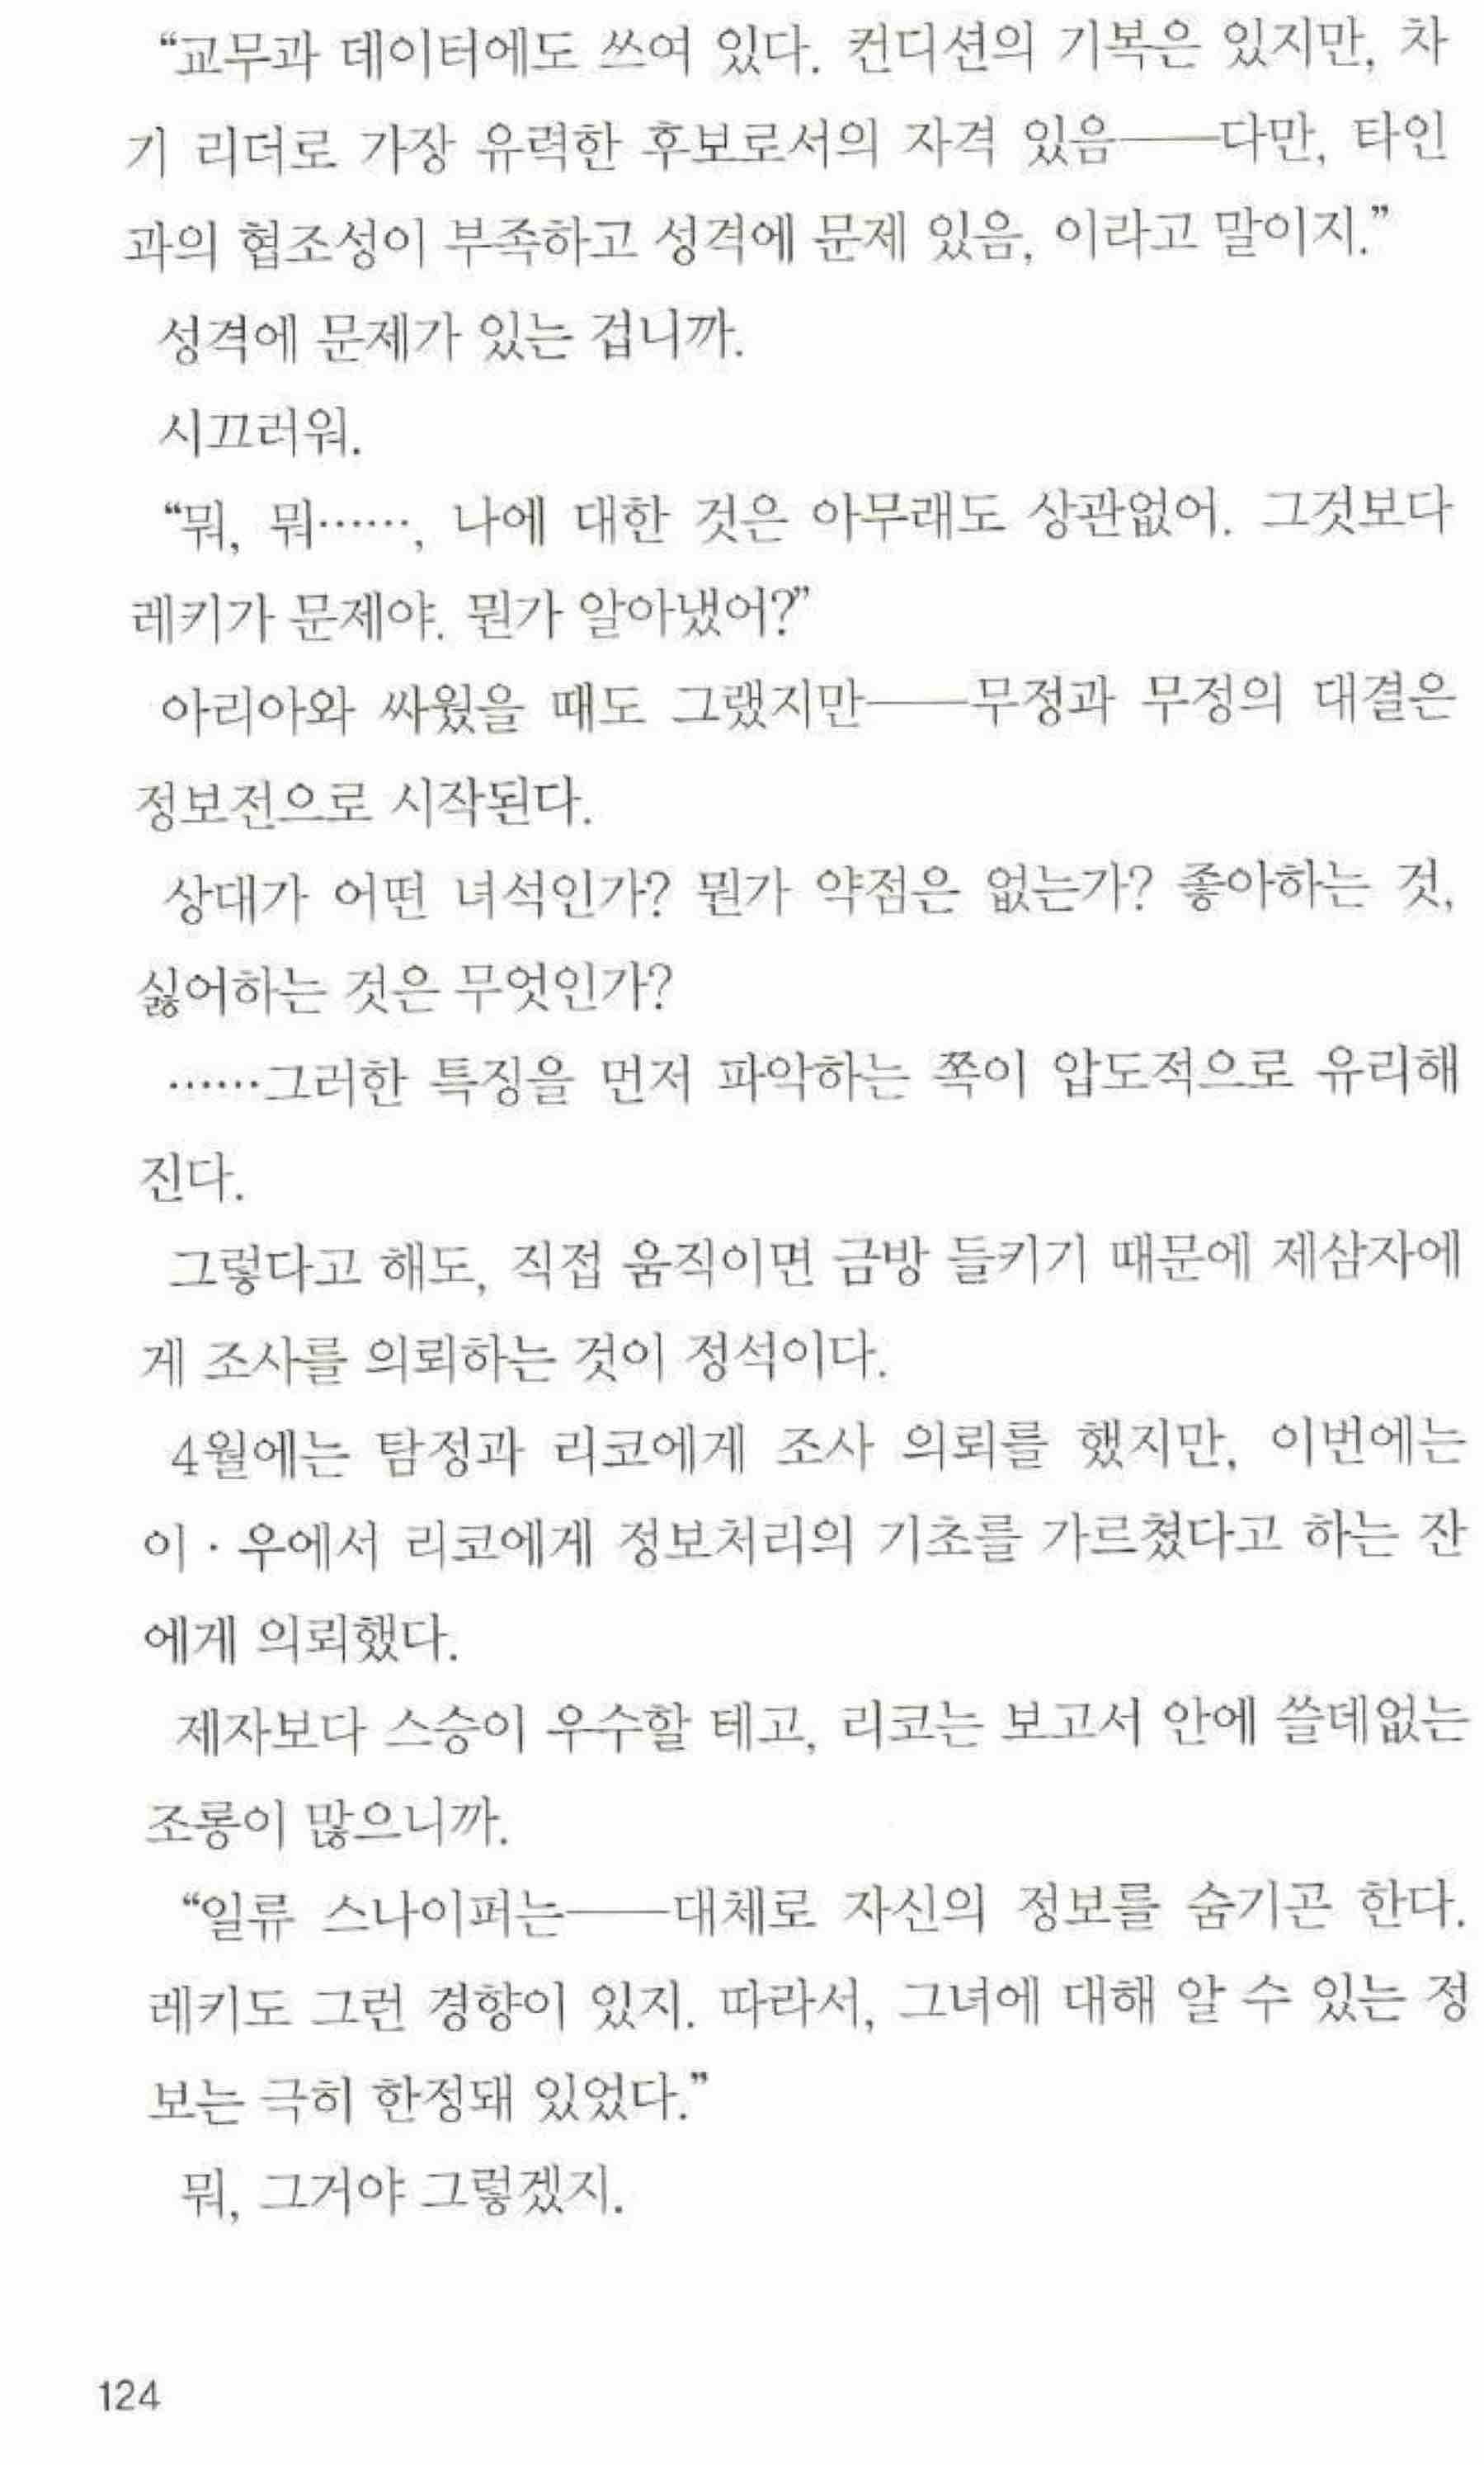 “교무과 데이터에도 쓰여 있다. 컨디션의 기복은 있지만, 차
기 리더로 가장 유력한 후보로서의 자격 있음──다만, 타인
과의 협조성이 부족하고 성격에 문제 있음, 이라고 말이지.”
성격에 문제가 있는 겁니까.
시끄러워.
“뭐, 뭐……, 나에 대한 것은 아무래도 상관없어. 그것보다
레키가 문제야. 뭔가 알아냈어?”
아리아와 싸웠을 때도 그랬지만──무정과 무정의 대결은
정보전으로 시작된다.
상대가 어떤 녀석인가? 뭔가 약점은 없는가? 좋아하는 것,
싫어하는 것은 무엇인가?
……그러한 특징을 먼저 파악하는 쪽이 압도적으로 유리해
진다.
그렇다고 해도, 직접 움직이면 금방 들키기 때문에 제삼자에
게 조사를 의뢰하는 것이 정석이다.
4월에는 탐정과 리코에게 조사 의뢰를 했지만, 이번에는
이·우에서 리코에게 정보처리의 기초를 가르쳤다고 하는 잔
에게 의뢰했다.
제자보다 스승이 우수할 테고, 리코는 보고서 안에 쓸데없는
조롱이 많으니까.
“일류 스나이퍼는──대체로 자신의 정보를 숨기곤 한다.
레키도 그런 경향이 있지. 따라서, 그녀에 대해 알 수 있는 정
보는 극히 한정돼 있었다.”
뭐, 그거야 그렇겠지.
124